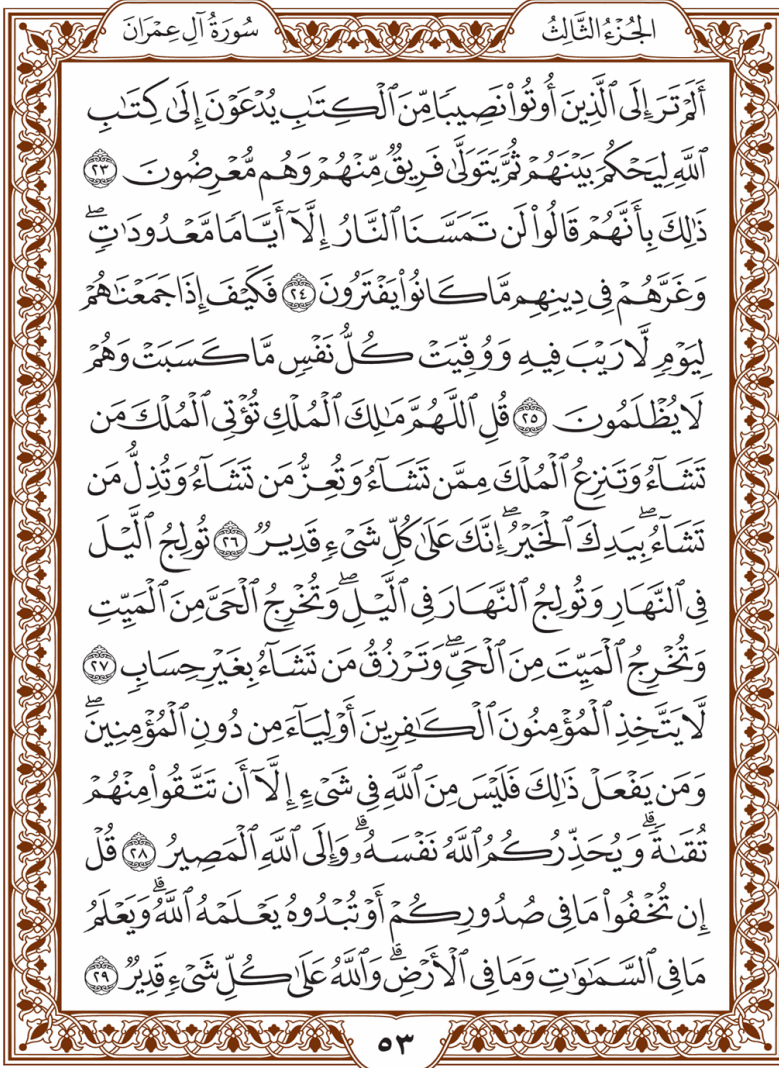 الجُزْءُ الثَّالِثُ
سُورَةُ آلِ عِمْرَانَ
أَلَمْ تَرَ إِلَى ٱلَّذِينَ أُوتُواْ نَصِيبٗا مِّنَ ٱلۡكِتَٰبِ يُدۡعَوۡنَ إِلَىٰ كِتَٰبِ
ٱللَّهِ لِيَحۡكُمَ بَيۡنَهُمۡ ثُمَّ يَتَوَلَّىٰ فَرِيقٞ مِّنۡهُمۡ وَهُم مُّعۡرِضُونَ ٢٣
ذَٰلِكَ بِأَنَّهُمۡ قَالُواْ لَن تَمَسَّنَا ٱلنَّارُ إِلَّآ أَيَّامٗا مَّعۡدُودَٰتٖۖ
وَغَرَّهُمۡ فِي دِينِهِم مَّا كَانُواْ يَفۡتَرُونَ ٢٤ فَكَيۡفَ إِذَا جَمَعۡنَٰهُمۡ
لِيَوۡمٖ لَّا رَيۡبَ فِيهِ وَوُفِّيَتۡ كُلُّ نَفۡسٖ مَّا كَسَبَتۡ وَهُمۡ
لَا يُظۡلَمُونَ ٢٥ قُلِ ٱللَّهُمَّ مَٰلِكَ ٱلۡمُلۡكِ تُؤۡتِي ٱلۡمُلۡكَ مَن
تَشَآءُ وَتَنزِعُ ٱلۡمُلۡكَ مِمَّن تَشَآءُ وَتُعِزُّ مَن تَشَآءُ وَتُذِلُّ مَن
تَشَآءُۖ بِيَدِكَ ٱلۡخَيۡرُۖ إِنَّكَ عَلَىٰ كُلِّ شَيۡءٖ قَدِيرٞ ٢٦ تُولِجُ ٱلَّيۡلَ
فِي ٱلنَّهَارِ وَتُولِجُ ٱلنَّهَارَ فِي ٱلَّيۡلِۖ وَتُخۡرِجُ ٱلۡحَيَّ مِنَ ٱلۡمَيِّتِ
وَتُخۡرِجُ ٱلۡمَيِّتَ مِنَ ٱلۡحَيِّۖ وَتَرۡزُقُ مَن تَشَآءُ بِغَيۡرِ حِسَابٖ ٢٧
لَّا يَتَّخِذِ ٱلۡمُؤۡمِنُونَ ٱلۡكَٰفِرِينَ أَوۡلِيَآءَ مِن دُونِ ٱلۡمُؤۡمِنِينَۖ
وَمَن يَفۡعَلۡ ذَٰلِكَ فَلَيۡسَ مِنَ ٱللَّهِ فِي شَيۡءٍ إِلَّآ أَن تَتَّقُواْ مِنۡهُمۡ
تُقَىٰةٗۗ وَيُحَذِّرُكُمُ ٱللَّهُ نَفۡسَهُۥۗ وَإِلَى ٱللَّهِ ٱلۡمَصِيرُ ٢٨ قُلۡ
إِن تُخۡفُواْ مَا فِي صُدُورِكُمۡ أَوۡ تُبۡدُوهُ يَعۡلَمۡهُ ٱللَّهُۗ وَيَعۡلَمُ
مَا فِي ٱلسَّمَٰوَٰتِ وَمَا فِي ٱلۡأَرۡضِۗ وَٱللَّهُ عَلَىٰ كُلِّ شَيۡءٖ قَدِيرٞ ٢٩
٥٣